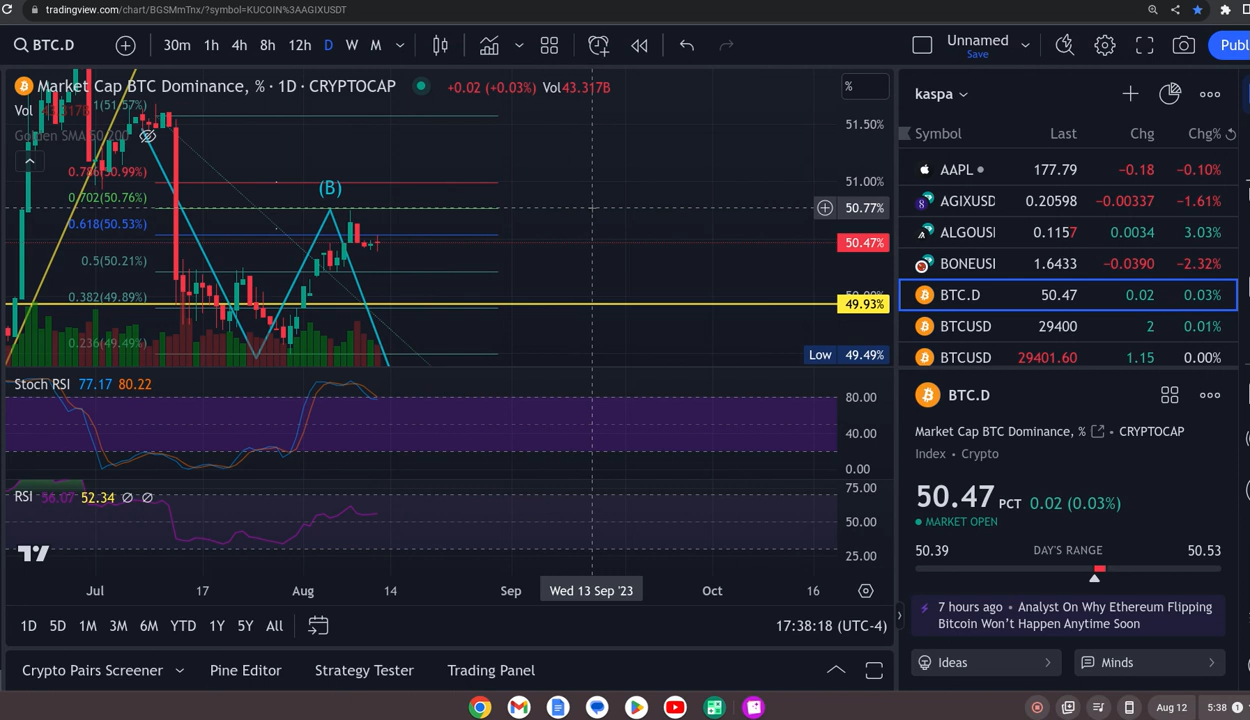 tradingview.com/chart/BGSMmTnx/?symbol=KUCOIN%3AAGIXUSDT
BTC.D 30m 1h 4h 8h 12h D W M Unnamed Save Publ
Market Cap BTC Dominance, % · 1D · CRYPTOCAP +0.02 (+0.03%) Vol43.317B %
Vol 43.317B 1(51.57%)
Golden SMA 50 200
51.50%
0.786(50.99%) 51.00%
(B)
0.702(50.76%) 50.77%
0.618(50.53%)
50.47%
0.5(50.21%)
0.382(49.89%) 49.93%
0.236(49.49%) Low 49.49%
Stoch RSI 77.17 80.22
80.00
40.00
0.00
RSI 56.07 52.34 ∅ ∅
75.00
50.00
25.00
Jul 17 Aug 14 Sep Wed 13 Sep '23 Oct 16
1D 5D 1M 3M 6M YTD 1Y 5Y All 17:38:18 (UTC-4)
Crypto Pairs Screener Pine Editor Strategy Tester Trading Panel
kaspa
Symbol Last Chg Chg%
AAPL 177.79 −0.18 −0.10%
AGIXUSD 0.20598 −0.00337 −1.61%
ALGOUSI 0.1157 0.0034 3.03%
BONEUSI 1.6433 −0.0390 −2.32%
BTC.D 50.47 0.02 0.03%
BTCUSD 29400 2 0.01%
BTCUSD 29401.60 1.15 0.00%
BTC.D
Market Cap BTC Dominance, % • CRYPTOCAP
Index • Crypto
50.47 PCT 0.02 (0.03%)
MARKET OPEN
50.39 DAY'S RANGE 50.53
7 hours ago • Analyst On Why Ethereum Flipping
Bitcoin Won't Happen Anytime Soon
Ideas Minds
Aug 12 5:38 1